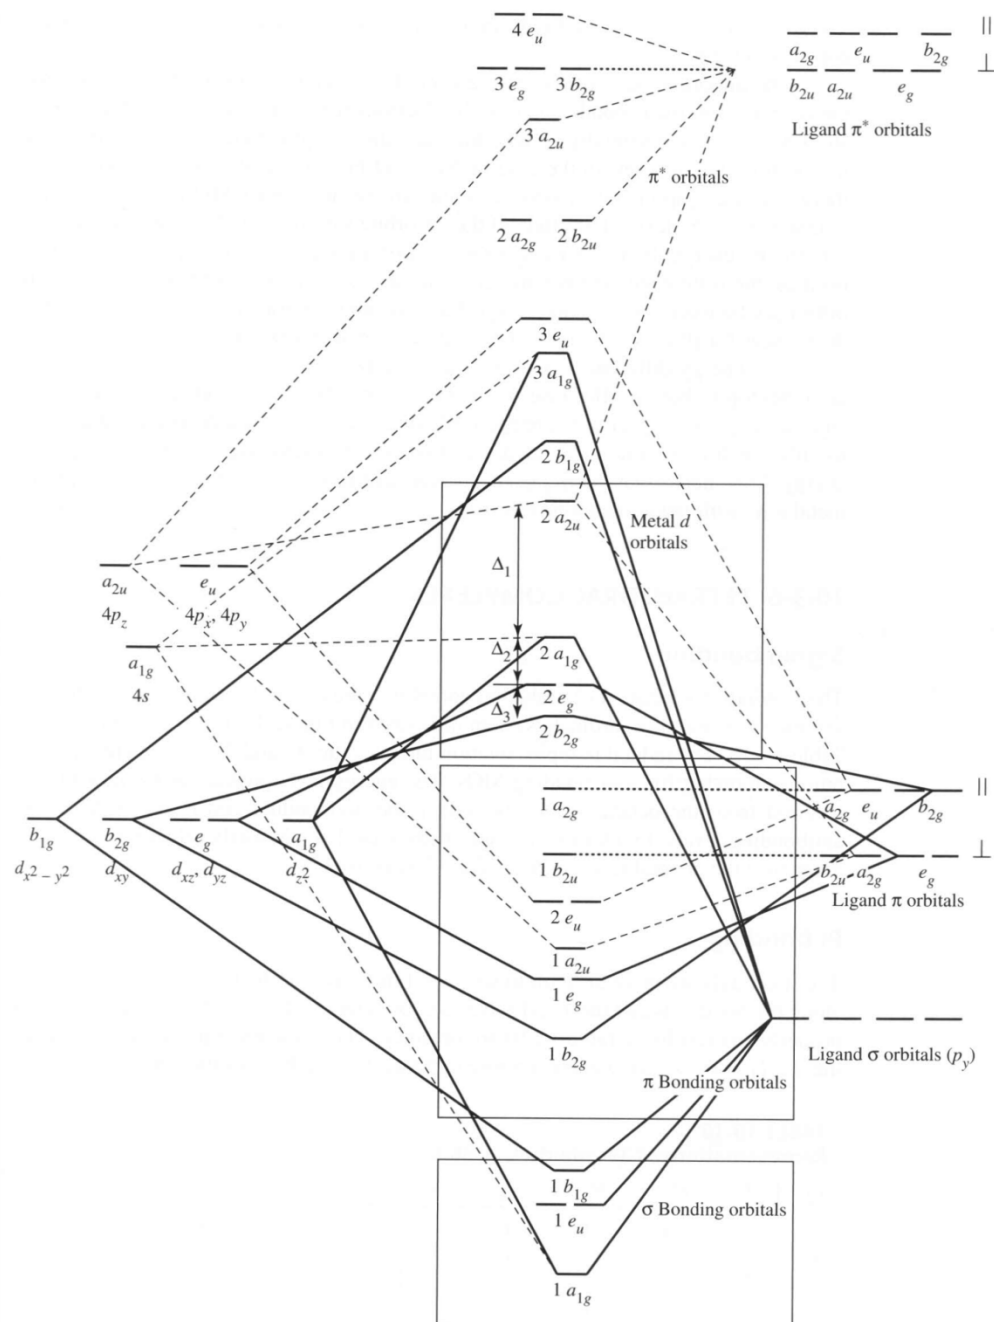 4 e_u
||
a_2g e_u b_2g
⊥
3 e_g 3 b_2g
b_2u a_2u e_g
3 a_2u
Ligand π* orbitals
π* orbitals
2 a_2g 2 b_2u
3 e_u
3 a_1g
2 b_1g
2 a_2u
Metal d
orbitals
Δ_1
a_2u e_u
4p_z 4p_x, 4p_y
2 a_1g
Δ_2
a_1g
4s
2 e_g
Δ_3
2 b_2g
||
1 a_2g
a_2g e_u b_2g
b_1g b_2g e_g a_1g
d_x²−y² d_xy d_xz, d_yz d_z²
⊥
1 b_2u
b_2u a_2g e_g
Ligand π orbitals
2 e_u
1 a_2u
1 e_g
1 b_2g
Ligand σ orbitals (p_y)
π Bonding orbitals
1 b_1g
σ Bonding orbitals
1 e_u
1 a_1g